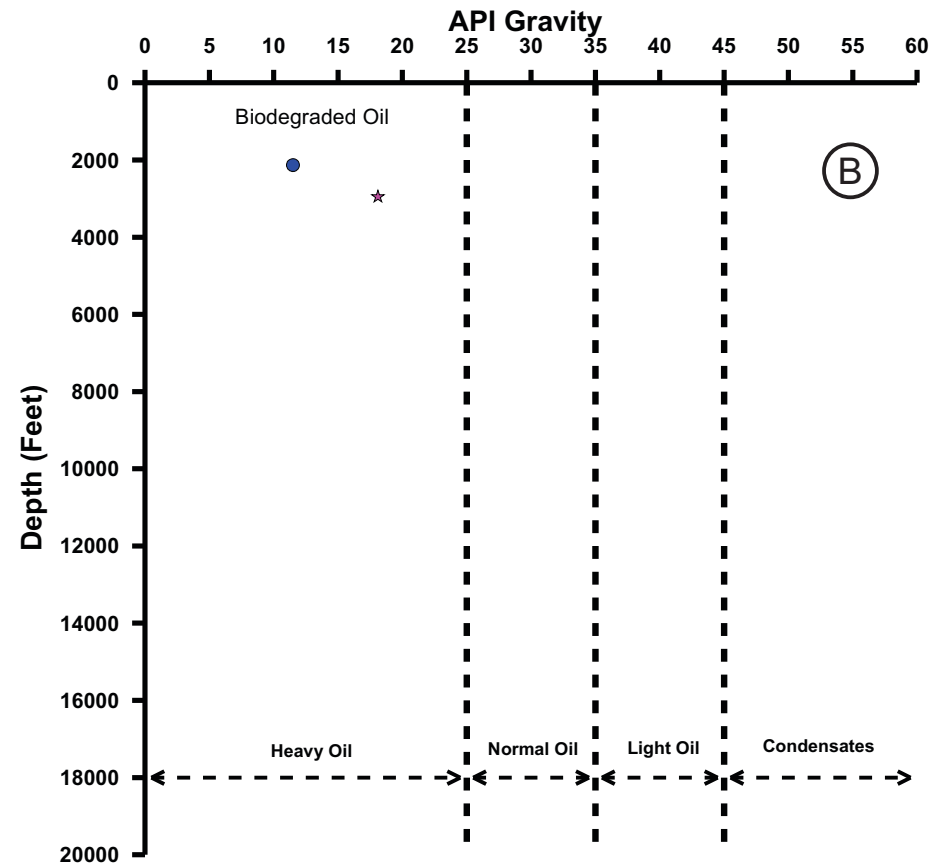 API Gravity
0 5 10 15 20 25 30 35 40 45 50 55 60
0
Biodegraded Oil
2000
B
4000
6000
8000
Depth (Feet)
10000
12000
14000
16000
Heavy Oil Normal Oil Light Oil Condensates
18000
20000